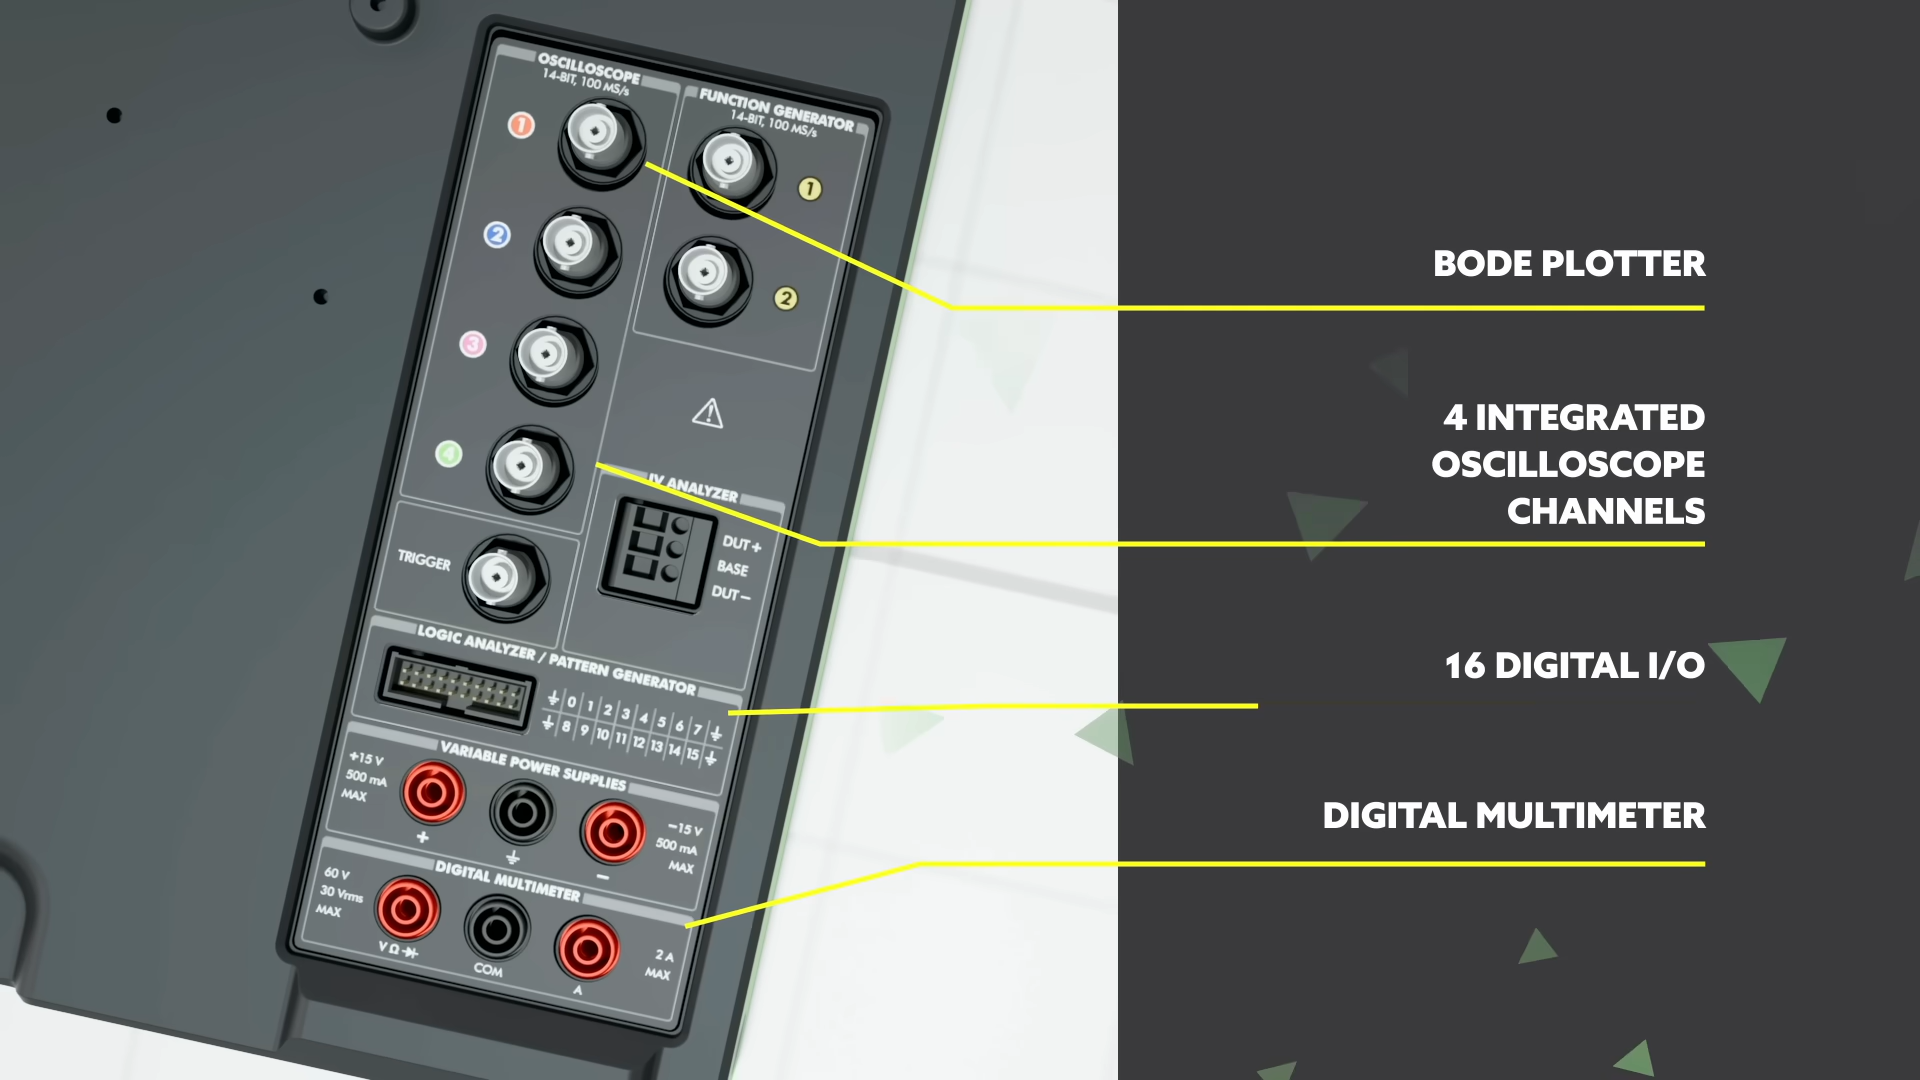 OSCILLOSCOPE
14-BIT, 100 MS/s
1
2
3
4
FUNCTION GENERATOR
14-BIT, 100 MS/s
1
2
IV ANALYZER
DUT +
BASE
DUT –
TRIGGER
LOGIC ANALYZER / PATTERN GENERATOR
0 1 2 3 4 5 6 7
8 9 10 11 12 13 14 15
VARIABLE POWER SUPPLIES
+15 V
500 mA
MAX
+
–
–15 V
500 mA
MAX
DIGITAL MULTIMETER
60 V
30 Vrms
MAX
V Ω
COM
A
2 A
MAX
BODE PLOTTER
4 INTEGRATED
OSCILLOSCOPE
CHANNELS
16 DIGITAL I/O
DIGITAL MULTIMETER